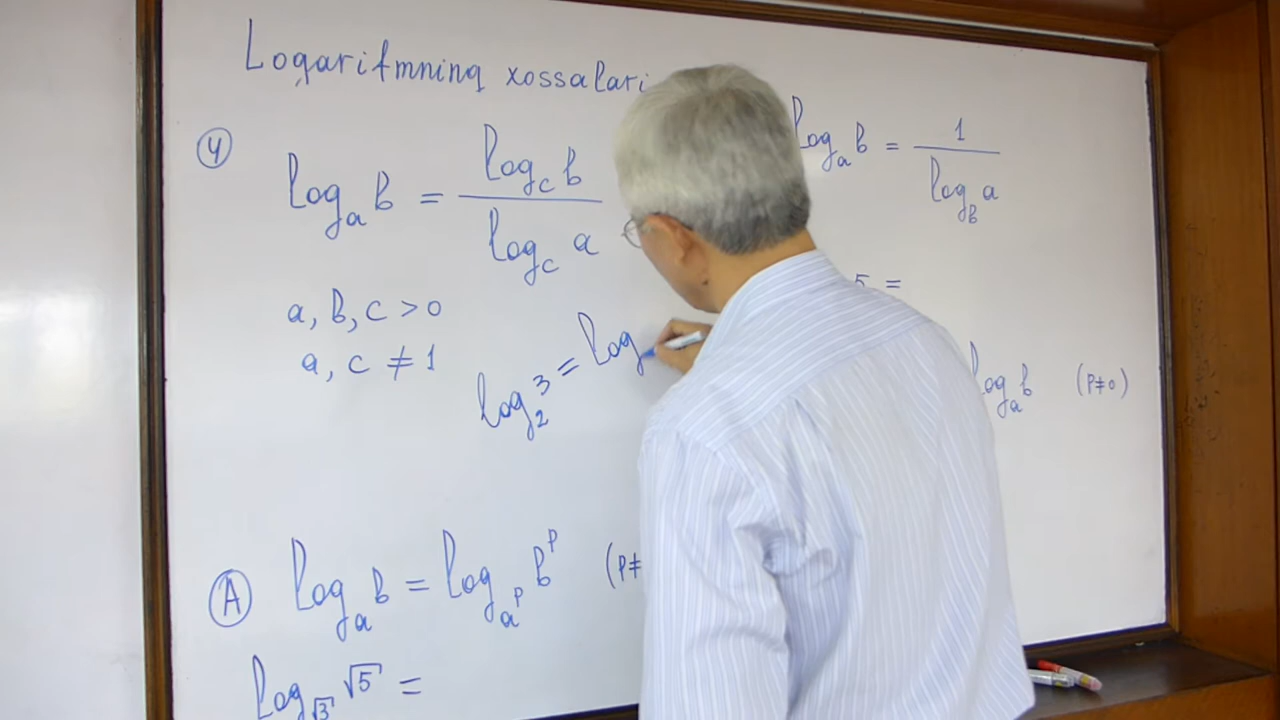 Logarifmning xossalari
④ log_a b = log_c b / log_c a
a, b, c > 0
a, c ≠ 1
log_2 3 = log
Ⓐ log_a b = log_{a^p} b^p (p≠
log_{√3} √5 =
log_a b = 1 / log_b a
5 =
log_a b (p≠0)